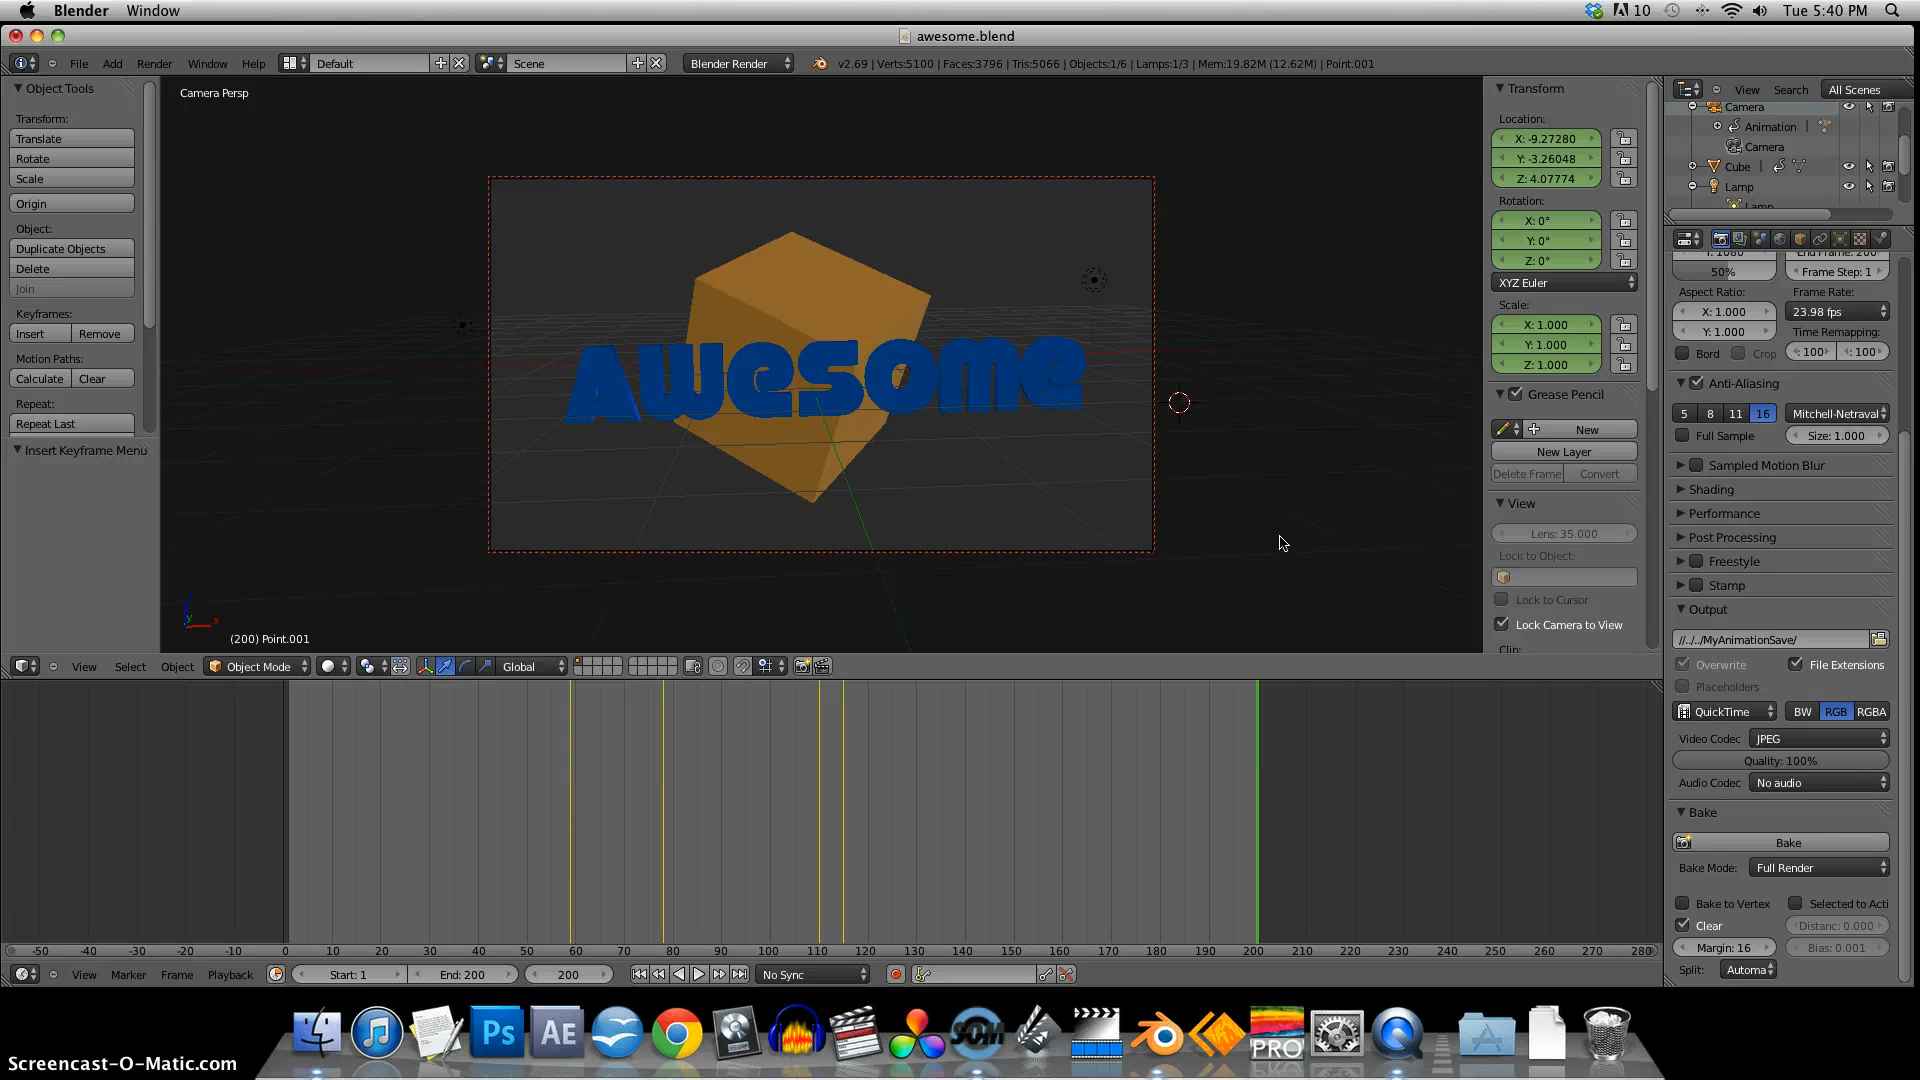 Blender Window
10 Tue 5:40 PM
awesome.blend
File Add Render Window Help Default Scene Blender Render v2.69 | Verts:5100 | Faces:3796 | Tris:5066 | Objects:1/6 | Lamps:1/3 | Mem:19.82M (12.62M) | Point.001
Object Tools
Transform:
Translate
Rotate
Scale
Origin
Object:
Duplicate Objects
Delete
Join
Keyframes:
Insert Remove
Motion Paths:
Calculate Clear
Repeat:
Repeat Last
Insert Keyframe Menu
Camera Persp
Awesome
y x
(200) Point.001
Transform
Location:
X: -9.27280
Y: -3.26048
Z: 4.07774
Rotation:
X: 0°
Y: 0°
Z: 0°
XYZ Euler
Scale:
X: 1.000
Y: 1.000
Z: 1.000
Grease Pencil
New
New Layer
Delete Frame Convert
View
Lens: 35.000
Lock to Object:
Lock to Cursor
Lock Camera to View
Clip:
View Search All Scenes
Camera
Animation
Camera
Cube
Lamp
Lamp
Y: 1080 End Frame: 200
50% Frame Step: 1
Aspect Ratio: Frame Rate:
X: 1.000 23.98 fps
Y: 1.000 Time Remapping:
Bord Crop : 100 : 100
Anti-Aliasing
5 8 11 16 Mitchell-Netraval
Full Sample Size: 1.000
Sampled Motion Blur
Shading
Performance
Post Processing
Freestyle
Stamp
Output
//../../MyAnimationSave/
Overwrite File Extensions
Placeholders
QuickTime BW RGB RGBA
Video Codec JPEG
Quality: 100%
Audio Codec No audio
Bake
Bake
Bake Mode: Full Render
Bake to Vertex Selected to Acti
Clear Distanc: 0.000
Margin: 16 Bias: 0.001
Split: Automa
View Select Object Object Mode Global
-50 -40 -30 -20 -10 0 10 20 30 40 50 60 70 80 90 100 110 120 130 140 150 160 170 180 190 200 210 220 230 240 250 260 270 280
View Marker Frame Playback Start: 1 End: 200 200 No Sync
Ps AE SOM PRO
Screencast-O-Matic.com